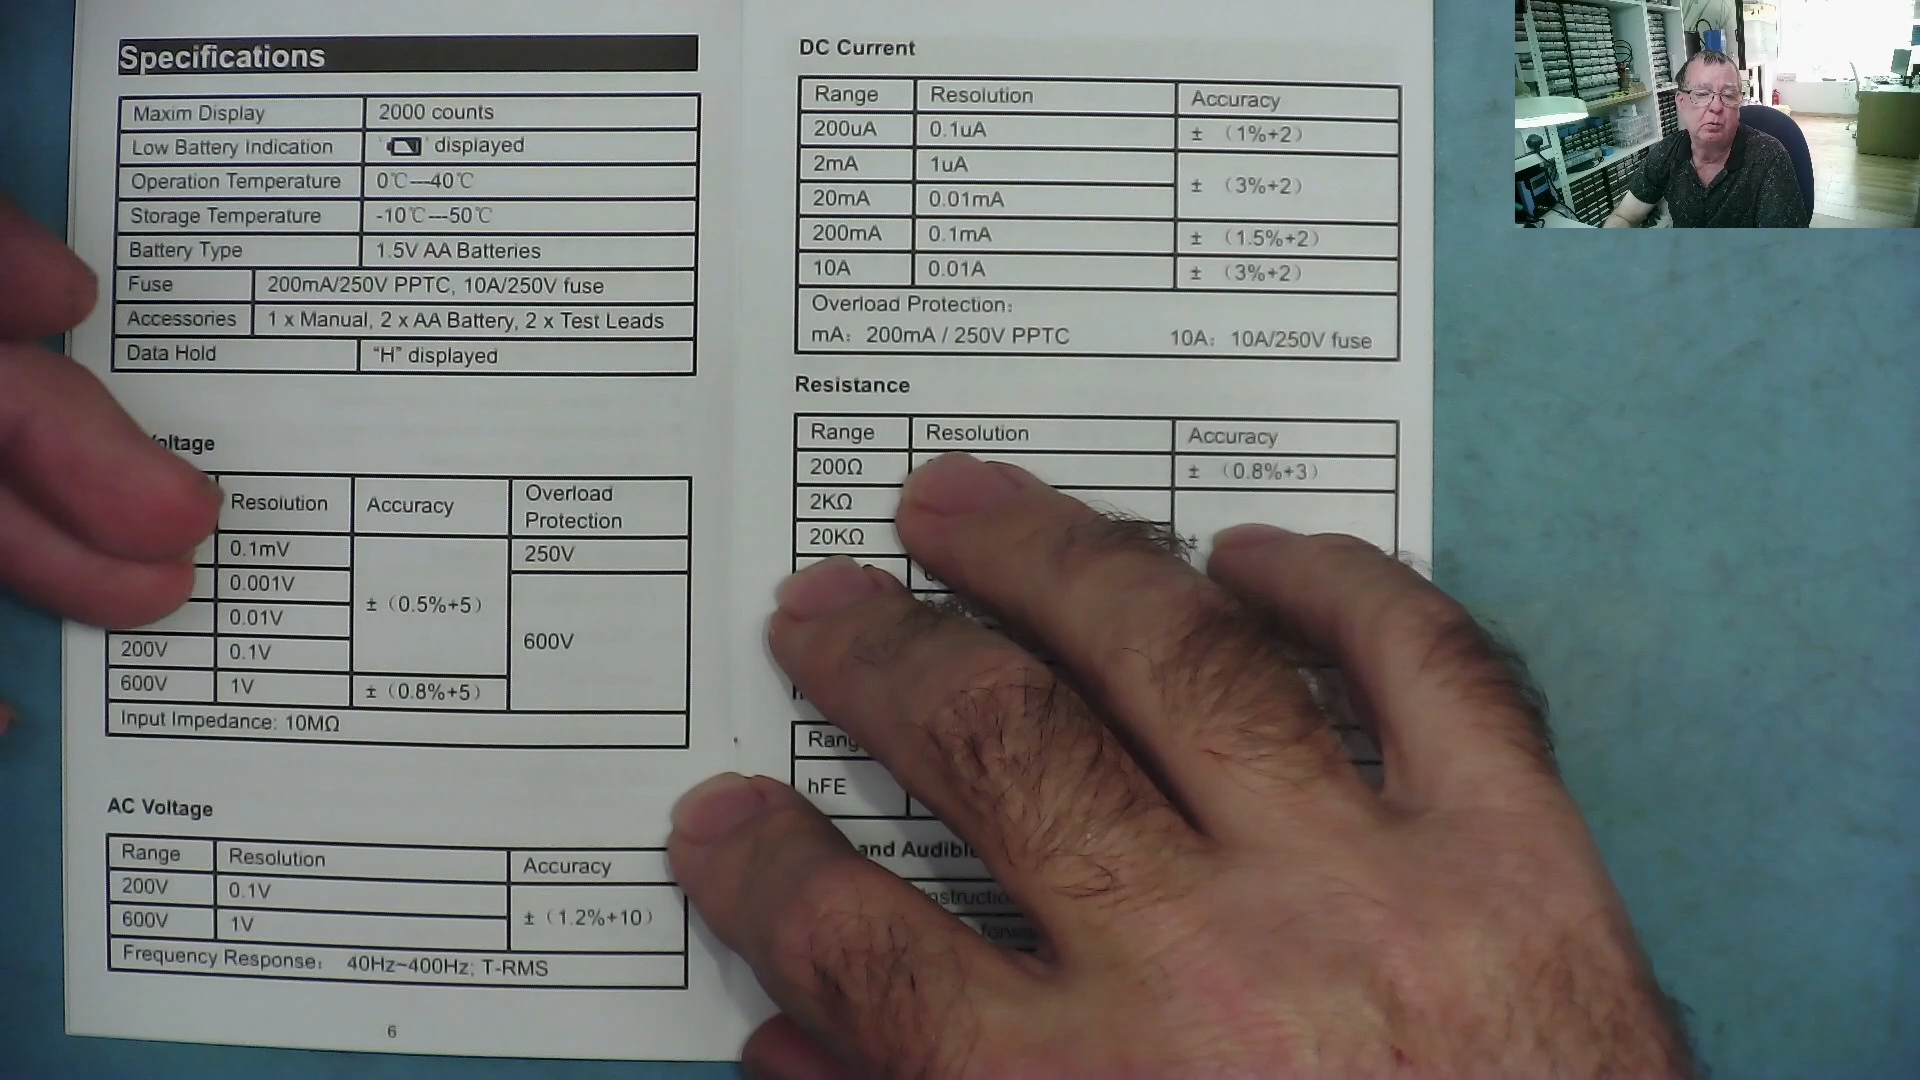 Specifications
Maxim Display 2000 counts
Low Battery Indication " " displayed
Operation Temperature 0℃---40℃
Storage Temperature -10℃---50℃
Battery Type 1.5V AA Batteries
Fuse 200mA/250V PPTC, 10A/250V fuse
Accessories 1 x Manual, 2 x AA Battery, 2 x Test Leads
Data Hold “H” displayed
Resolution Accuracy Overload Protection
0.1mV ±（0.5%+5） 250V
0.001V 600V
0.01V
200V 0.1V
600V 1V ±（0.8%+5）
Input Impedance: 10MΩ
AC Voltage
Range Resolution Accuracy
200V 0.1V ±（1.2%+10）
600V 1V
Frequency Response： 40Hz~400Hz; T-RMS
6
DC Current
Range Resolution Accuracy
200uA 0.1uA ± （1%+2）
2mA 1uA ± （3%+2）
20mA 0.01mA
200mA 0.1mA ± （1.5%+2）
10A 0.01A ± （3%+2）
Overload Protection：
mA： 200mA / 250V PPTC 10A： 10A/250V fuse
Resistance
Range Resolution Accuracy
200Ω ± （0.8%+3）
2KΩ
20KΩ ±
hFE
and